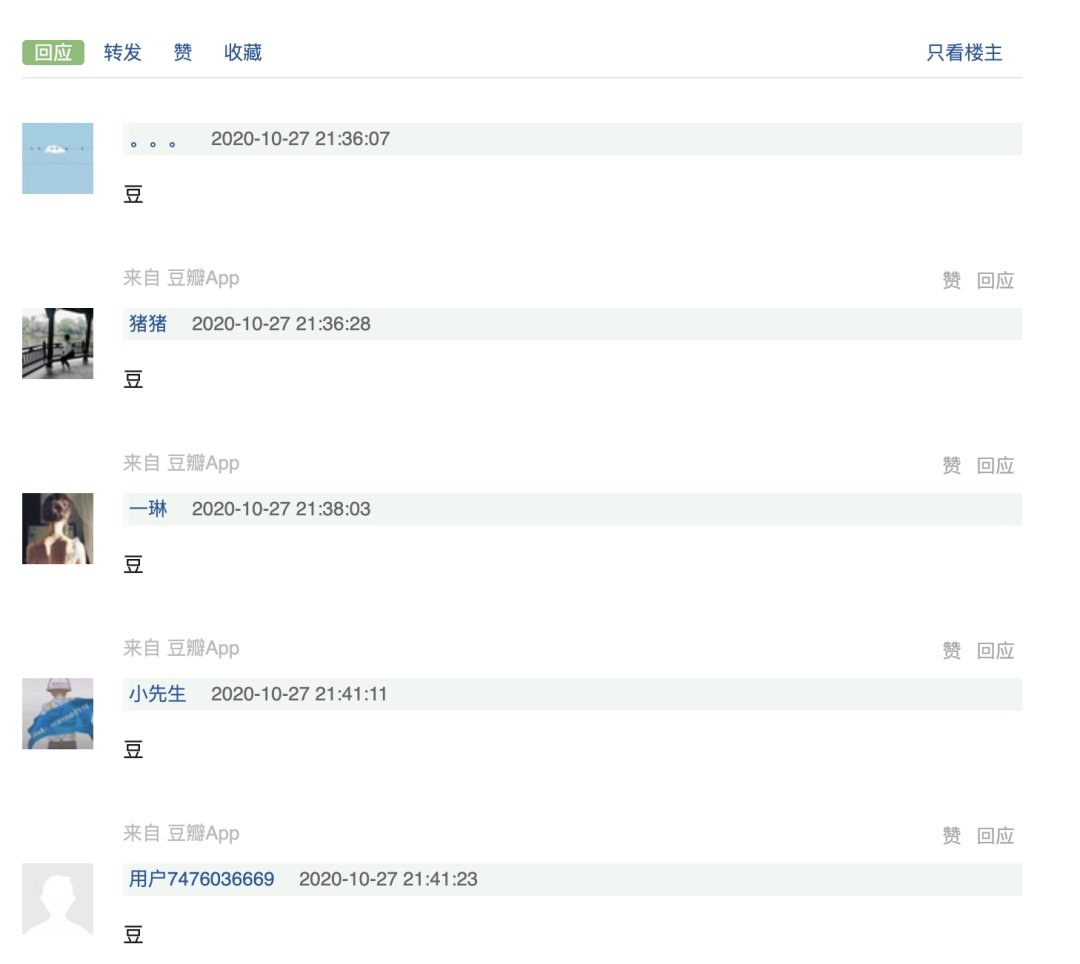 回应 转发 赞 收藏 只看楼主
。。。 2020-10-27 21:36:07
豆
来自 豆瓣App 赞 回应
猪猪 2020-10-27 21:36:28
豆
来自 豆瓣App 赞 回应
一琳 2020-10-27 21:38:03
豆
来自 豆瓣App 赞 回应
小先生 2020-10-27 21:41:11
豆
来自 豆瓣App 赞 回应
用户7476036669 2020-10-27 21:41:23
豆